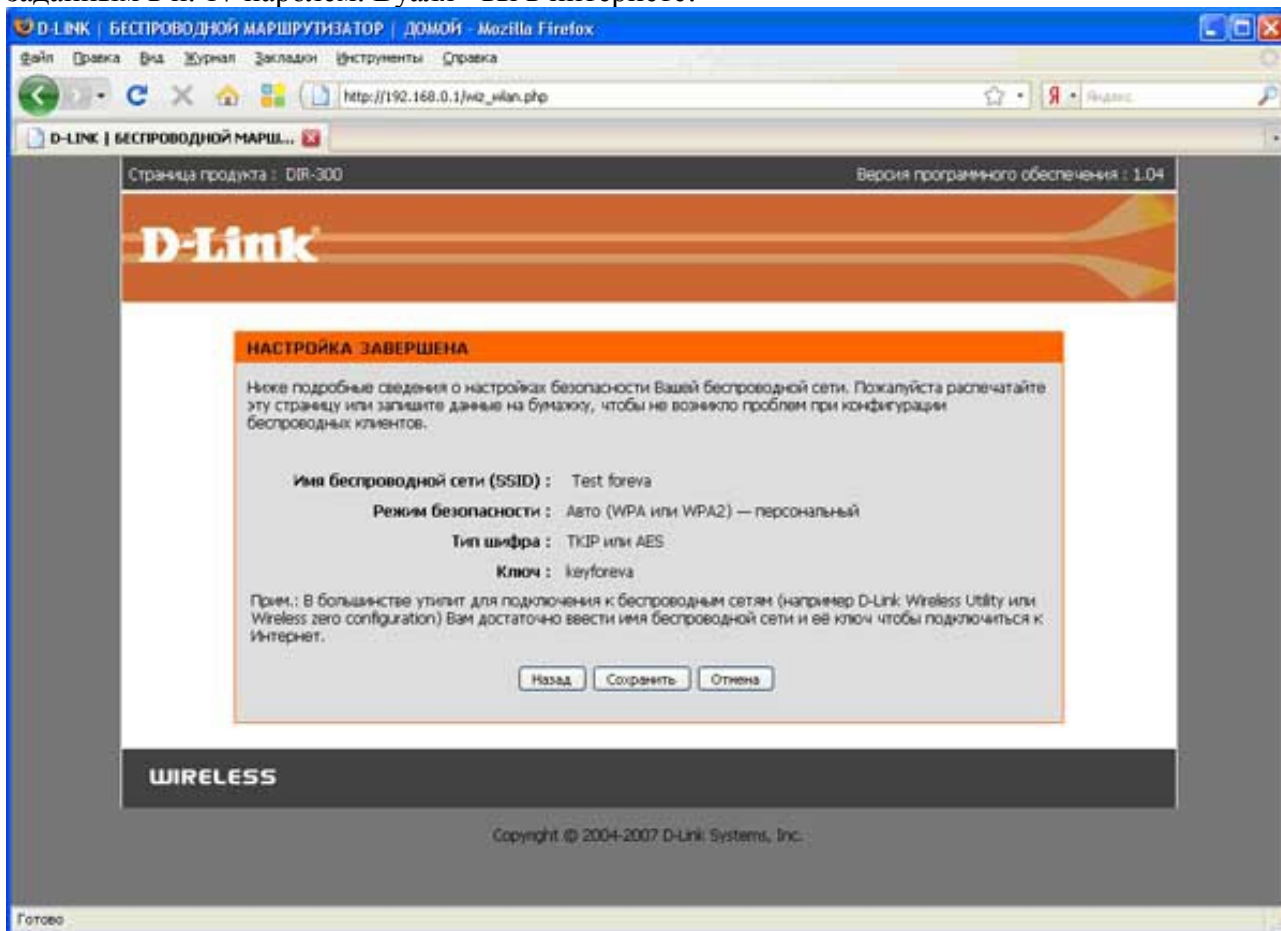 D-LINK | БЕСПРОВОДНОЙ МАРШРУТИЗАТОР | ДОМОЙ - Mozilla Firefox
Файл Правка Вид Журнал Закладки Инструменты Справка
http://192.168.0.1/wiz_wlan.php
Яндекс
D-LINK | БЕСПРОВОДНОЙ МАРШ...
Страница продукта : DIR-300
Версия программного обеспечения : 1.04
D-Link
НАСТРОЙКА ЗАВЕРШЕНА
Ниже подробные сведения о настройках безопасности Вашей беспроводной сети. Пожалуйста распечатайте
эту страницу или запишите данные на бумажку, чтобы не возникло проблем при конфигурации
беспроводных клиентов.
Имя беспроводной сети (SSID) : Test foreva
Режим безопасности : Авто (WPA или WPA2) — персональный
Тип шифра : TKIP или AES
Ключ : keyforeva
Прим.: В большинстве утилит для подключения к беспроводным сетям (например D-Link Wireless Utility или
Wireless zero configuration) Вам достаточно ввести имя беспроводной сети и её ключ чтобы подключиться к
Интернет.
Назад Сохранить Отмена
WIRELESS
Copyright © 2004-2007 D-Link Systems, Inc.
Готово